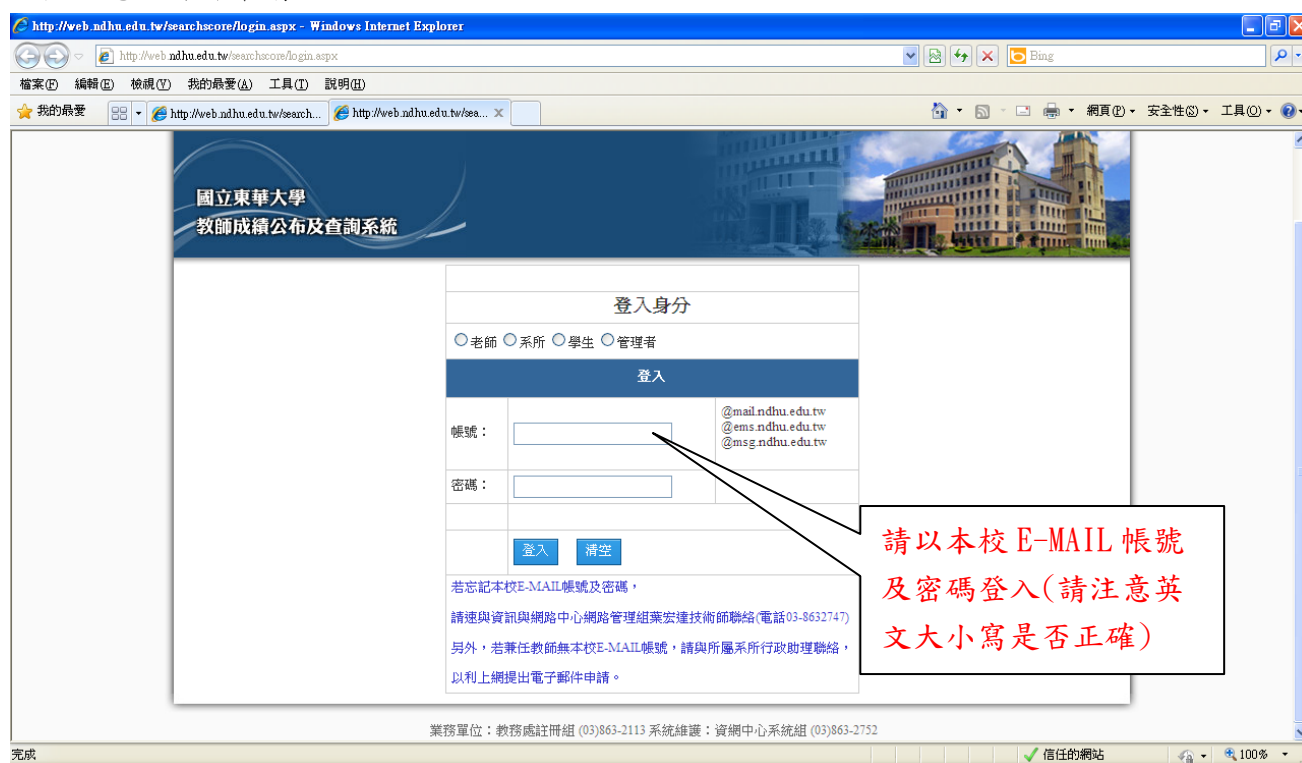 http://web.ndhu.edu.tw/searchscore/login.aspx - Windows Internet Explorer
http://web.ndhu.edu.tw/searchscore/login.aspx
Bing
檔案(F) 編輯(E) 檢視(V) 我的最愛(A) 工具(T) 說明(H)
我的最愛 http://web.ndhu.edu.tw/search... http://web.ndhu.edu.tw/sea... 網頁(P) 安全性(S) 工具(O)
國立東華大學
教師成績公布及查詢系統
登入身分
老師 系所 學生 管理者
登入
帳號：
@mail.ndhu.edu.tw
@ems.ndhu.edu.tw
@msg.ndhu.edu.tw
密碼：
登入 清空
請以本校 E-MAIL 帳號
及密碼登入(請注意英
文大小寫是否正確)
若忘記本校E-MAIL帳號及密碼，
請速與資訊與網路中心網路管理組葉宏達技術師聯絡(電話03-8632747)
另外，若兼任教師無本校E-MAIL帳號，請與所屬系所行政助理聯絡，
以利上網提出電子郵件申請。
業務單位：教務處註冊組 (03)863-2113 系統維護：資網中心系統組 (03)863-2752
完成 信任的網站 100%